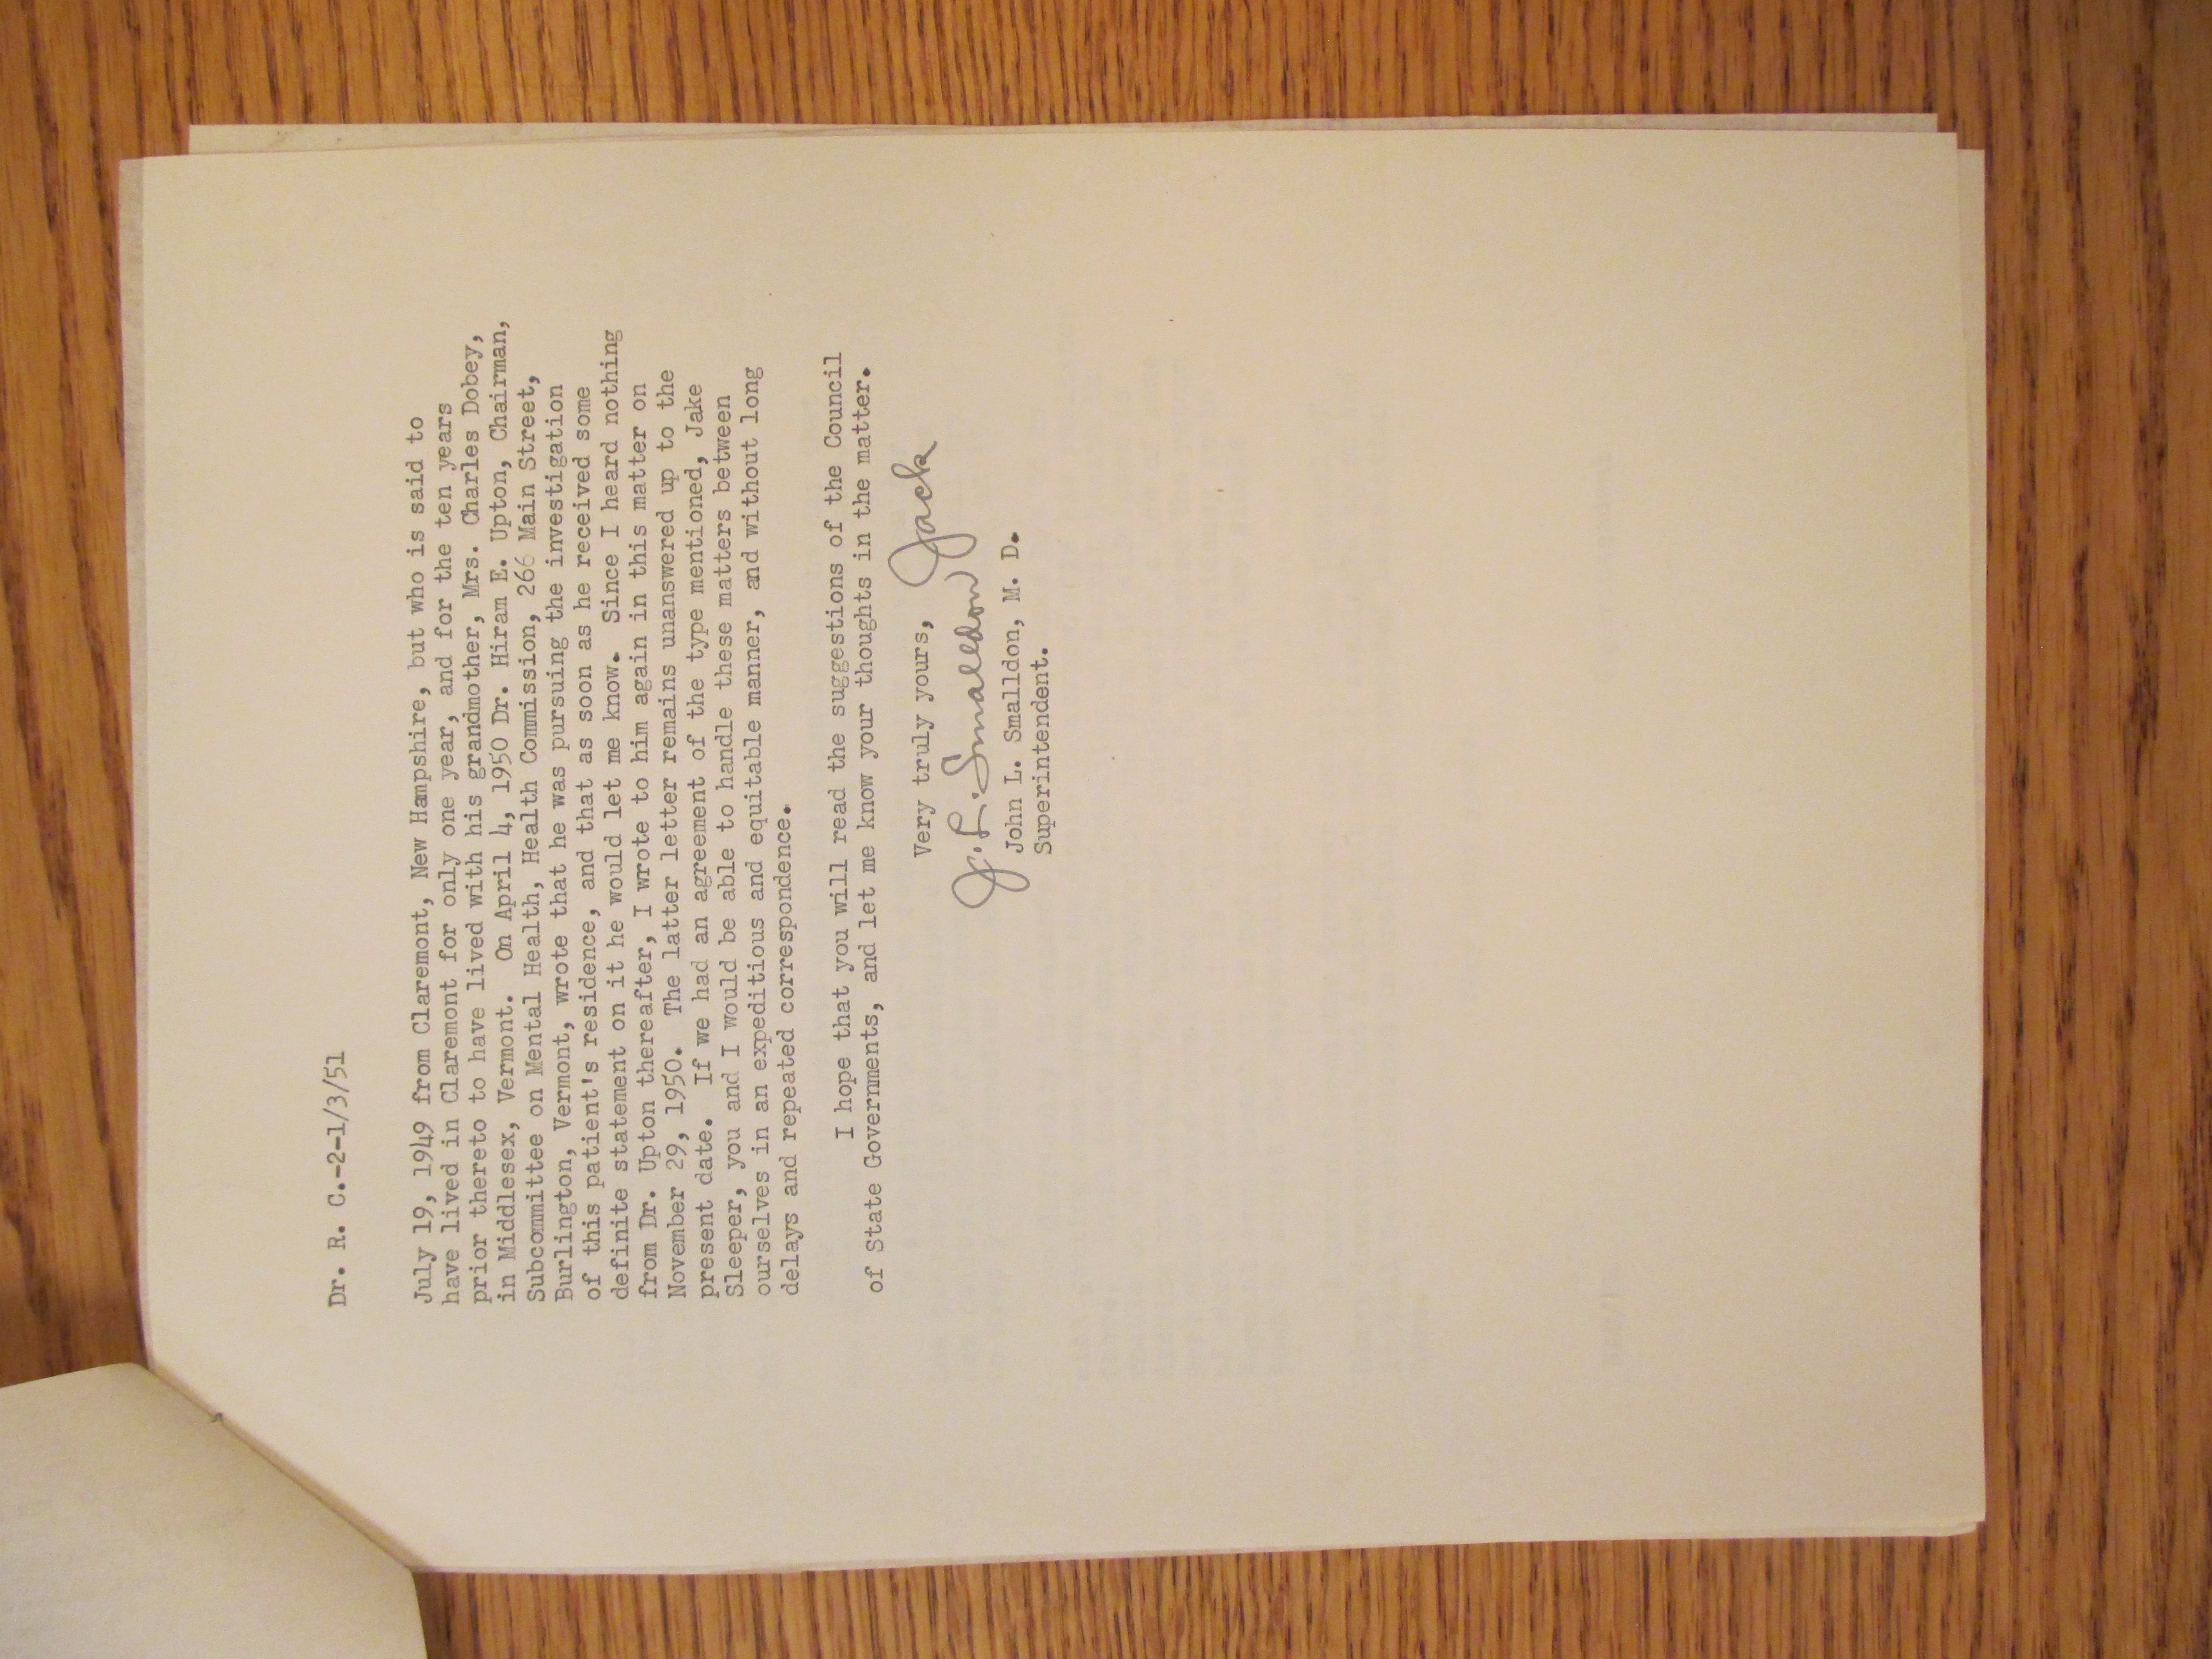 Dr. R. C.-2-1/3/51
July 19, 1949 from Claremont, New Hampshire, but who is said to
have lived in Claremont for only one year, and for the ten years
prior thereto to have lived with his grandmother, Mrs. Charles Dobey,
in Middlesex, Vermont. On April 4, 1950 Dr. Hiram E. Upton, Chairman,
Subcommittee on Mental Health, Health Commission, 266 Main Street,
Burlington, Vermont, wrote that he was pursuing the investigation
of this patient's residence, and that as soon as he received some
definite statement on it he would let me know. Since I heard nothing
from Dr. Upton thereafter, I wrote to him again in this matter on
November 29, 1950. The latter letter remains unanswered up to the
present date. If we had an agreement of the type mentioned, Jake
Sleeper, you and I would be able to handle these matters between
ourselves in an expeditious and equitable manner, and without long
delays and repeated correspondence.
I hope that you will read the suggestions of the Council
of State Governments, and let me know your thoughts in the matter.
Very truly yours,
J. L. Smalldon Jack
John L. Smalldon, M. D.
Superintendent.